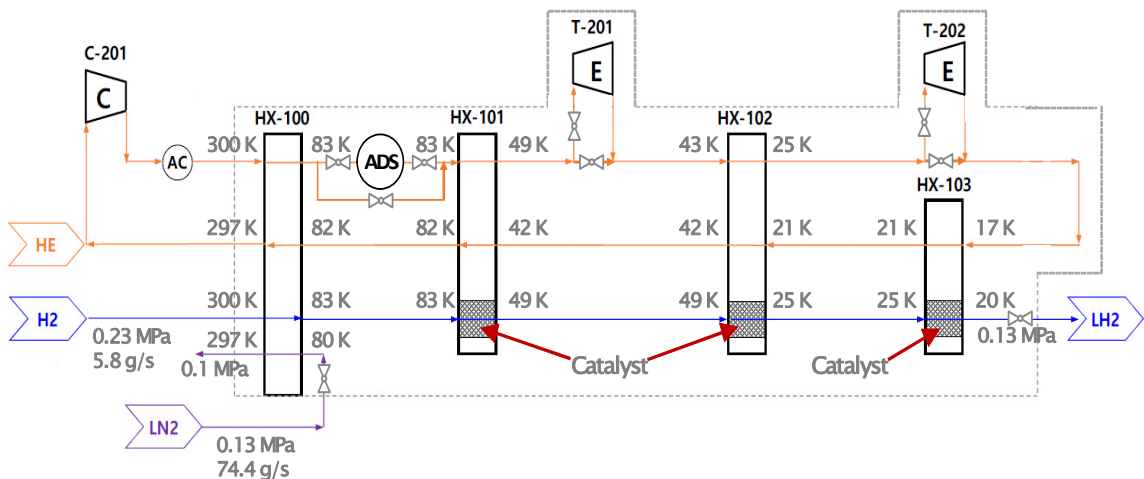 T-201
T-202
E
E
C-201
C
HX-100
HX-101
HX-102
300 K
83 K
83 K
49 K
43 K
25 K
AC
ADS
HX-103
HE
297 K
82 K
82 K
42 K
42 K
21 K
21 K
17 K
H2
300 K
83 K
83 K
49 K
49 K
25 K
25 K
20 K
LH2
0.23 MPa
5.8 g/s
0.13 MPa
297 K
80 K
0.1 MPa
Catalyst
Catalyst
LN2
0.13 MPa
74.4 g/s